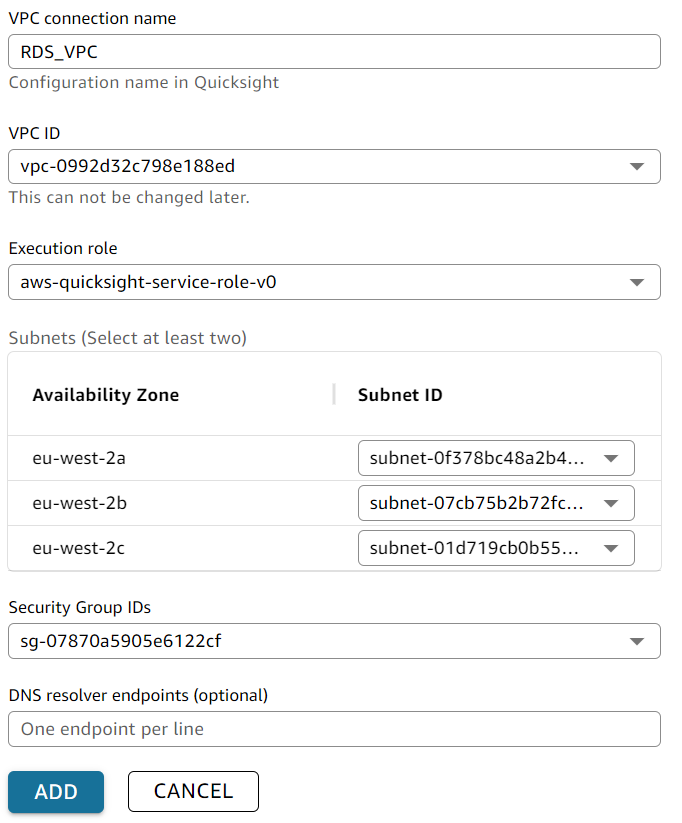 VPC connection name
RDS_VPC
Configuration name in Quicksight
VPC ID
vpc-0992d32c798e188ed
This can not be changed later.
Execution role
aws-quicksight-service-role-v0
Subnets (Select at least two)
Availability Zone Subnet ID
eu-west-2a subnet-0f378bc48a2b4...
eu-west-2b subnet-07cb75b2b72fc...
eu-west-2c subnet-01d719cb0b55...
Security Group IDs
sg-07870a5905e6122cf
DNS resolver endpoints (optional)
One endpoint per line
ADD CANCEL